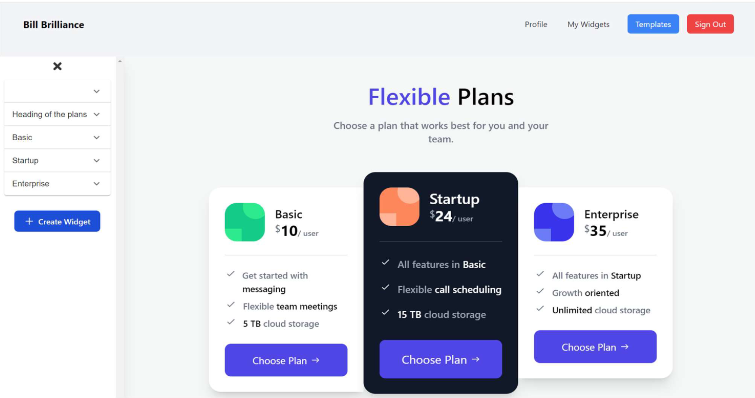 Bill Brilliance
Profile
My Widgets
Templates
Sign Out
Heading of the plans
Basic
Startup
Enterprise
Create Widget
Flexible Plans
Choose a plan that works best for you and your
team.
Basic
$10/ user
Get started with
messaging
Flexible team meetings
5 TB cloud storage
Choose Plan →
Startup
$24/ user
All features in Basic
Flexible call scheduling
15 TB cloud storage
Choose Plan →
Enterprise
$35/ user
All features in Startup
Growth oriented
Unlimited cloud storage
Choose Plan →